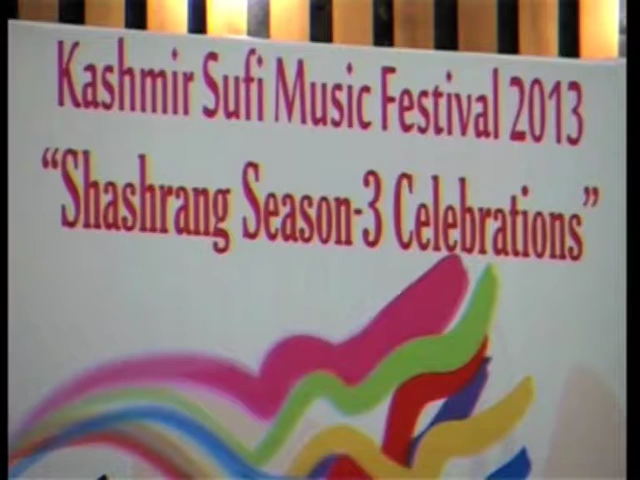 Kashmir Sufi Music Festival 2013
“Shashrang Season-3 Celebrations”